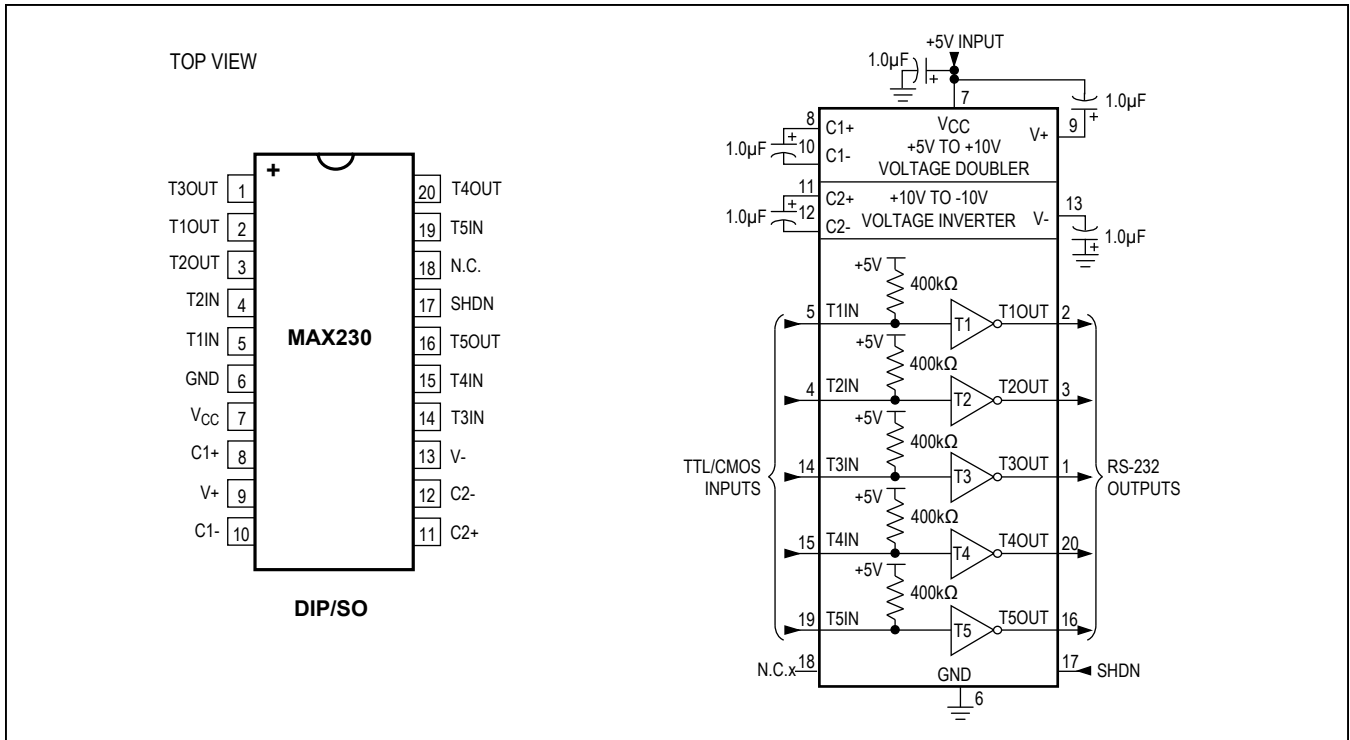 TOP VIEW
+
MAX230
T3OUT 1
T1OUT 2
T2OUT 3
T2IN 4
T1IN 5
GND 6
VCC 7
C1+ 8
V+ 9
C1- 10
20 T4OUT
19 T5IN
18 N.C.
17 SHDN
16 T5OUT
15 T4IN
14 T3IN
13 V-
12 C2-
11 C2+
DIP/SO
+5V INPUT
1.0µF
+
7
1.0µF
+
8 C1+
VCC
V+ 9
1.0µF
+
10 C1-
+5V TO +10V
VOLTAGE DOUBLER
11 C2+
1.0µF
+
12 C2-
+10V TO -10V
VOLTAGE INVERTER
V- 13
1.0µF
+
TTL/CMOS
INPUTS
+5V
400kΩ
5 T1IN T1 T1OUT 2
+5V
400kΩ
4 T2IN T2 T2OUT 3
+5V
400kΩ
14 T3IN T3 T3OUT 1
+5V
400kΩ
15 T4IN T4 T4OUT 20
+5V
400kΩ
19 T5IN T5 T5OUT 16
RS-232
OUTPUTS
N.C.x 18
GND
6
17 SHDN